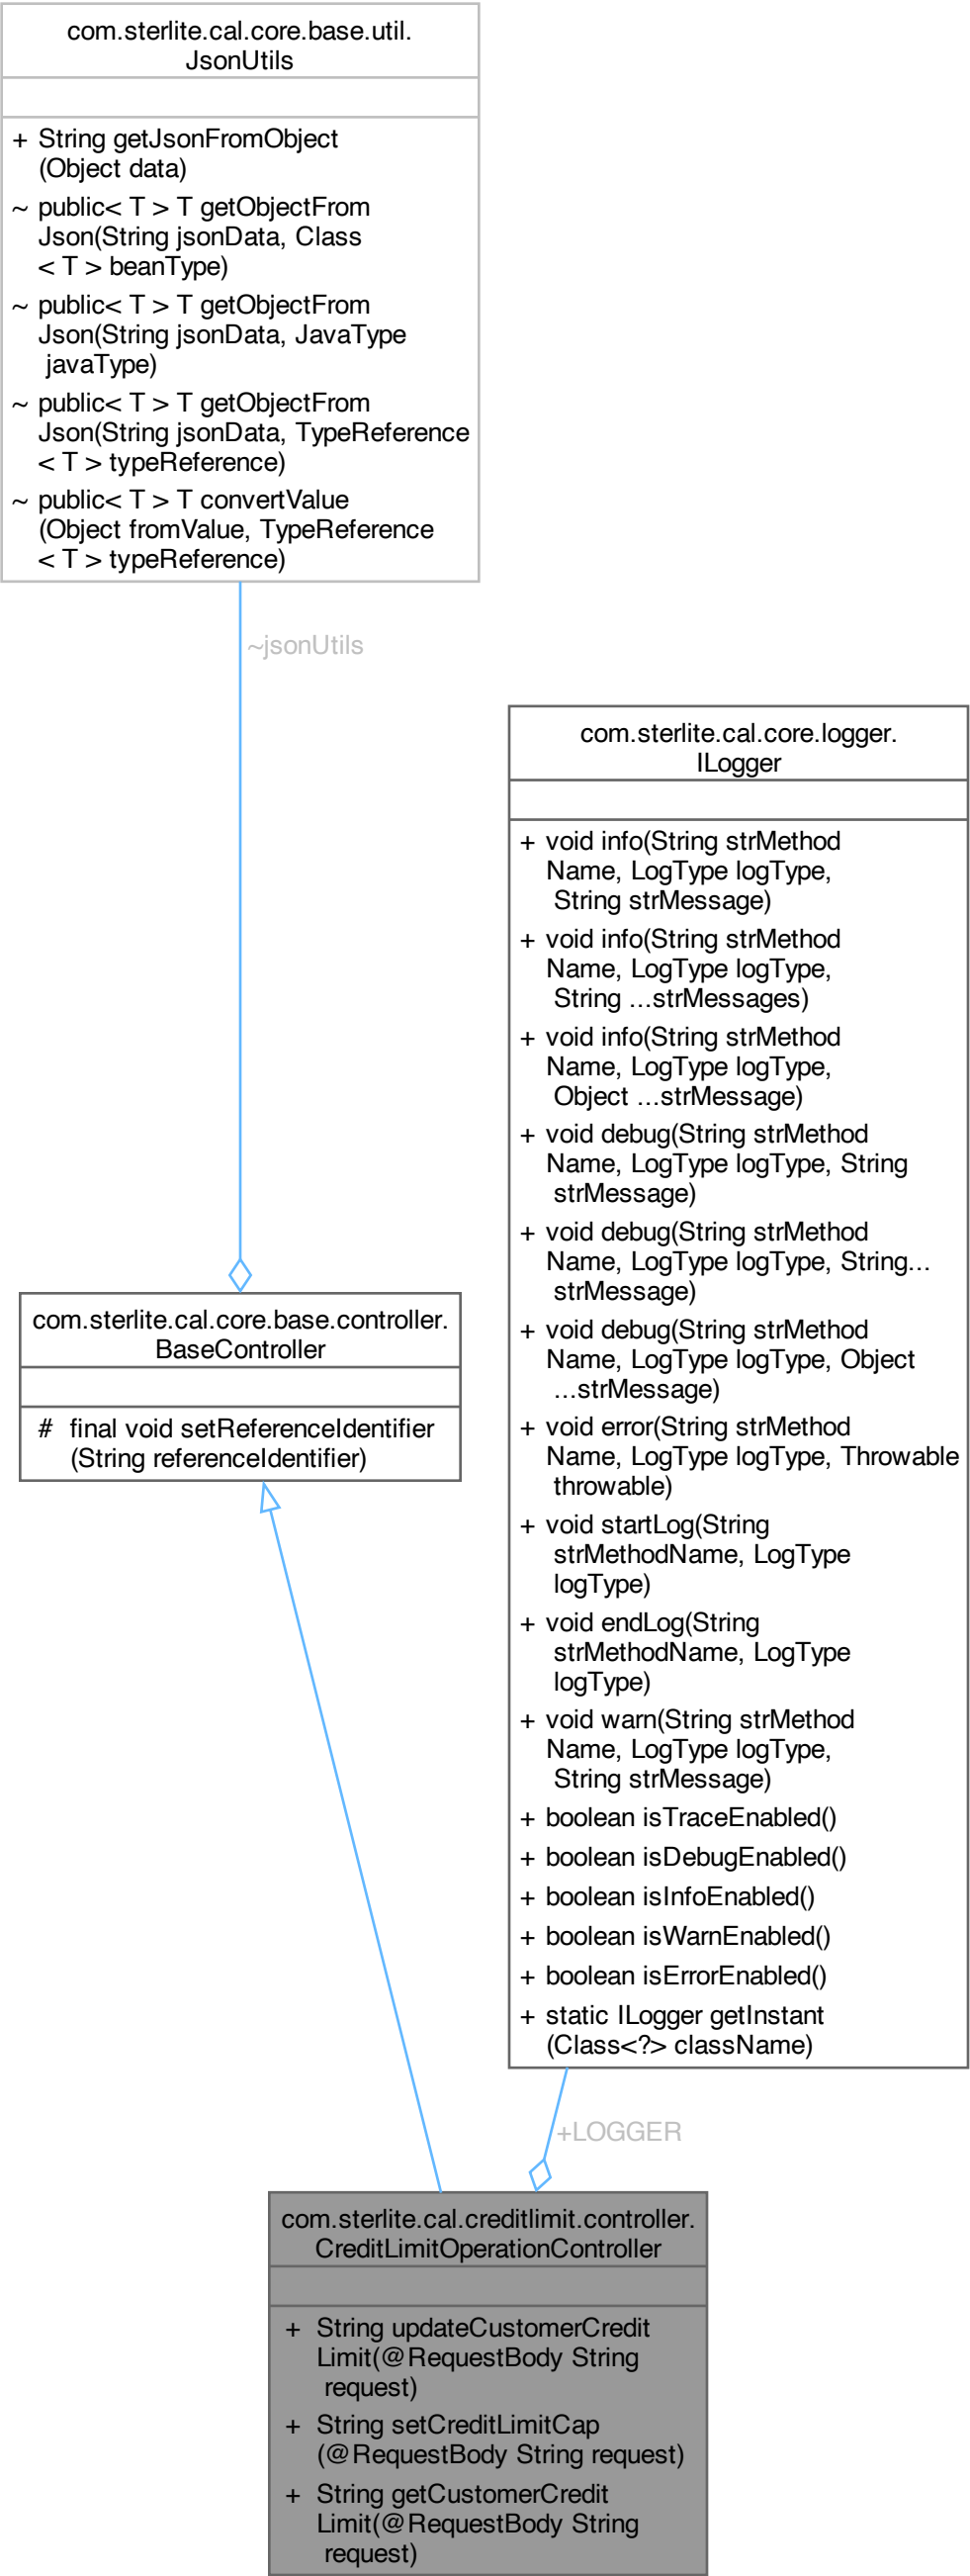 com.sterlite.cal.core.base.util.
JsonUtils
+ String getJsonFromObject
(Object data)
~ public< T > T getObjectFrom
Json(String jsonData, Class
< T > beanType)
~ public< T > T getObjectFrom
Json(String jsonData, JavaType
javaType)
~ public< T > T getObjectFrom
Json(String jsonData, TypeReference
< T > typeReference)
~ public< T > T convertValue
(Object fromValue, TypeReference
< T > typeReference)
~jsonUtils
com.sterlite.cal.core.logger.
ILogger
+ void info(String strMethod
Name, LogType logType,
String strMessage)
+ void info(String strMethod
Name, LogType logType,
String ...strMessages)
+ void info(String strMethod
Name, LogType logType,
Object ...strMessage)
+ void debug(String strMethod
Name, LogType logType, String
strMessage)
+ void debug(String strMethod
Name, LogType logType, String...
strMessage)
+ void debug(String strMethod
Name, LogType logType, Object
...strMessage)
+ void error(String strMethod
Name, LogType logType, Throwable
throwable)
+ void startLog(String
strMethodName, LogType
logType)
+ void endLog(String
strMethodName, LogType
logType)
+ void warn(String strMethod
Name, LogType logType,
String strMessage)
+ boolean isTraceEnabled()
+ boolean isDebugEnabled()
+ boolean isInfoEnabled()
+ boolean isWarnEnabled()
+ boolean isErrorEnabled()
+ static ILogger getInstant
(Class<?> className)
com.sterlite.cal.core.base.controller.
BaseController
# final void setReferenceIdentifier
(String referenceIdentifier)
+LOGGER
com.sterlite.cal.creditlimit.controller.
CreditLimitOperationController
+ String updateCustomerCredit
Limit(@RequestBody String
request)
+ String setCreditLimitCap
(@RequestBody String request)
+ String getCustomerCredit
Limit(@RequestBody String
request)